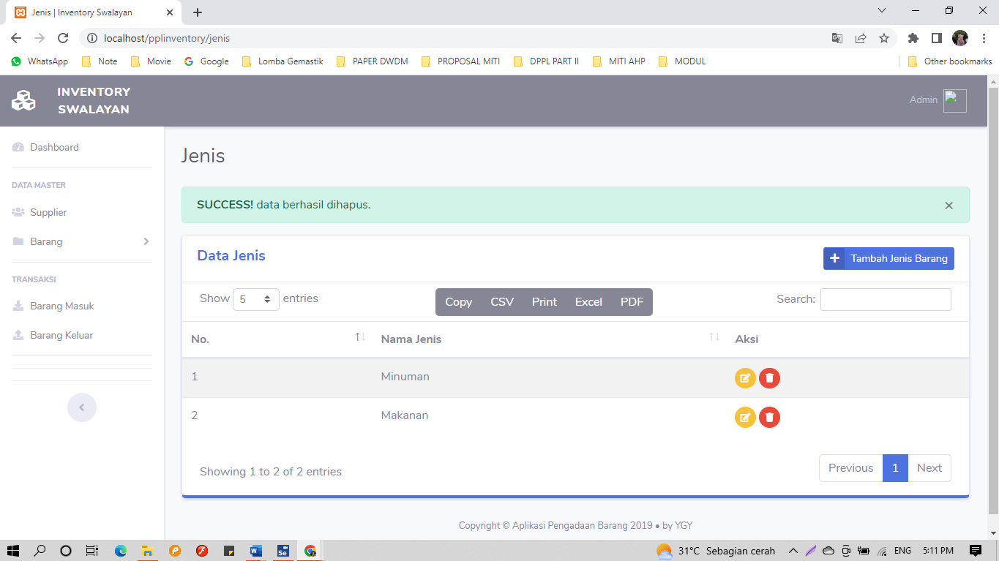 Jenis | Inventory Swalayan
localhost/pplinventory/jenis
WhatsApp Note Movie Google Lomba Gemastik PAPER DWDM PROPOSAL MITI DPPL PART II MITI AHP MODUL Other bookmarks
INVENTORY
SWALAYAN
Admin
Dashboard
DATA MASTER
Supplier
Barang
TRANSAKSI
Barang Masuk
Barang Keluar
Jenis
SUCCESS! data berhasil dihapus.
Data Jenis
Tambah Jenis Barang
Show 5 entries
Copy CSV Print Excel PDF
Search:
No. Nama Jenis Aksi
1 Minuman
2 Makanan
Showing 1 to 2 of 2 entries
Previous 1 Next
Copyright © Aplikasi Pengadaan Barang 2019 • by YGY
31°C Sebagian cerah ENG 5:11 PM